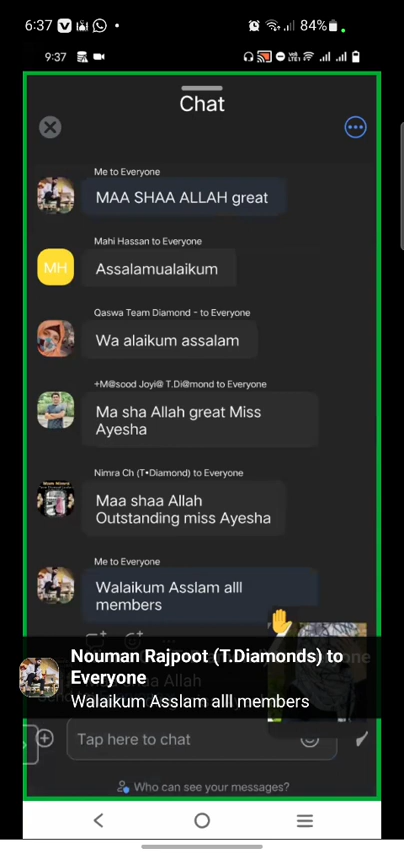 6:37
84%
9:37
Chat
Me to Everyone
MAA SHAA ALLAH great
Mahi Hassan to Everyone
MH
Assalamualaikum
Qaswa Team Diamond ~ to Everyone
Wa alaikum assalam
+M@sood Joyi@ T.Di@mond to Everyone
Ma sha Allah great Miss
Ayesha
Nimra Ch (T•Diamond) to Everyone
Maa shaa Allah
Outstanding miss Ayesha
Me to Everyone
Walaikum Asslam alll
members
Nouman Rajpoot (T.Diamonds) to
Everyone
Walaikum Asslam alll members
Tap here to chat
Who can see your messages?